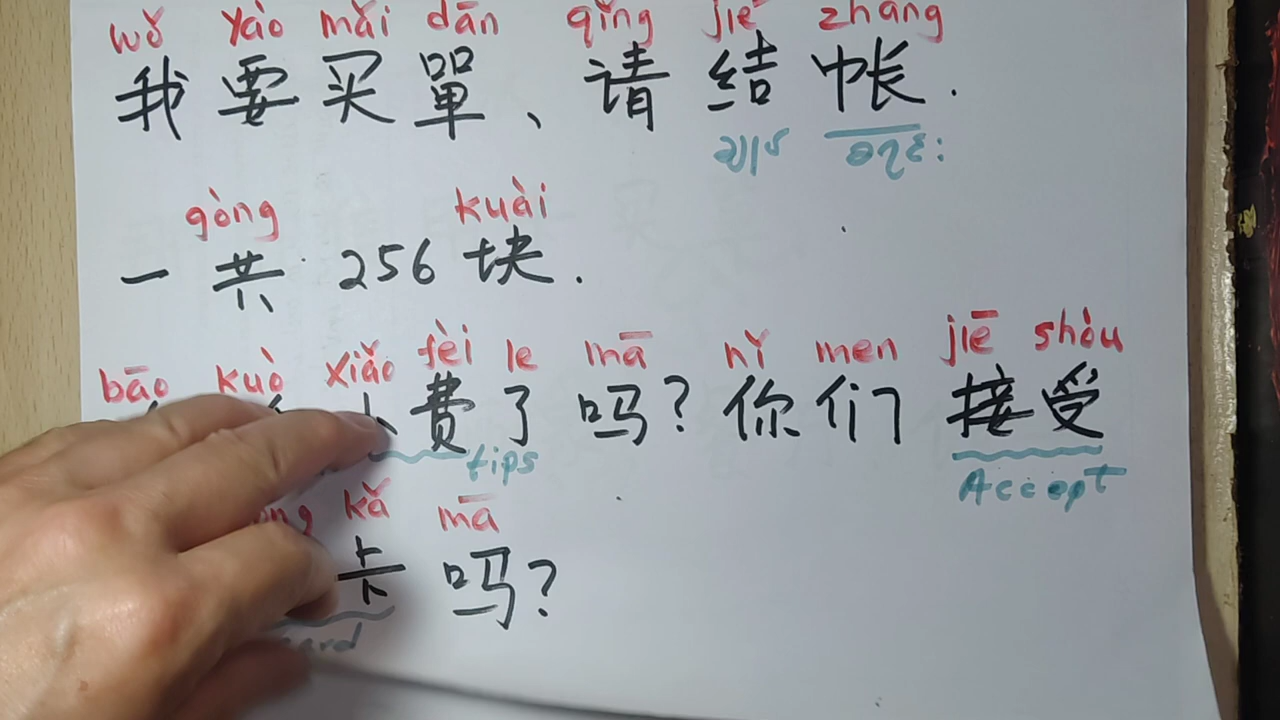 wǒ yào mǎi dān qǐng jié zhàng
我要买單、请结帐.
gòng kuài
一共 256 块.
bāo kuò xiǎo fèi le mā nǐ men jiē shòu
费了吗?你们接受
tips Accept
kǎ mā
卡吗?